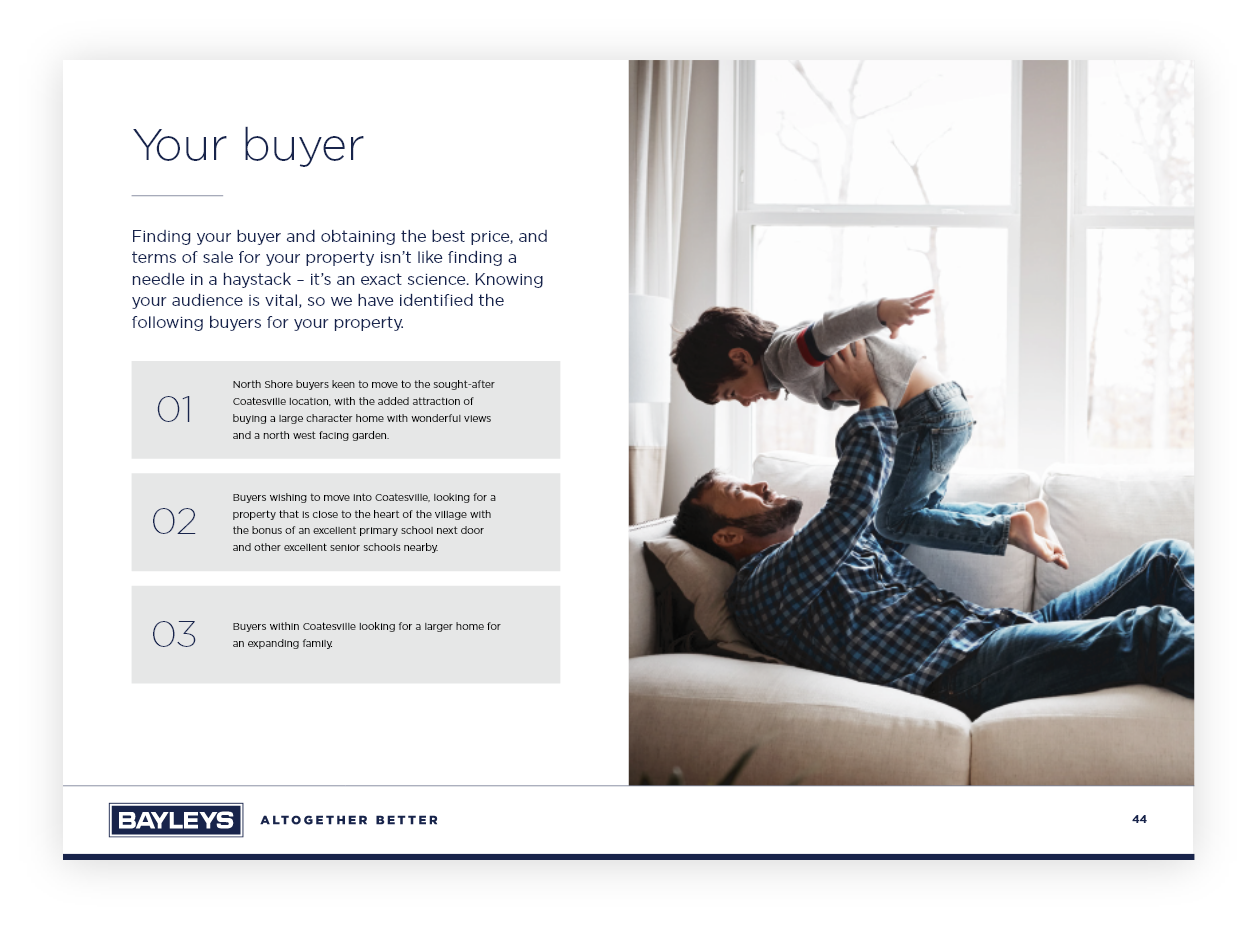 Your buyer
Finding your buyer and obtaining the best price, and
terms of sale for your property isn't like finding a
needle in a haystack – it's an exact science. Knowing
your audience is vital, so we have identified the
following buyers for your property.
01
North Shore buyers keen to move to the sought-after
Coatesville location, with the added attraction of
buying a large character home with wonderful views
and a north west facing garden.
02
Buyers wishing to move into Coatesville, looking for a
property that is close to the heart of the village with
the bonus of an excellent primary school next door
and other excellent senior schools nearby.
03
Buyers within Coatesville looking for a larger home for
an expanding family.
BAYLEYS
ALTOGETHER BETTER
44